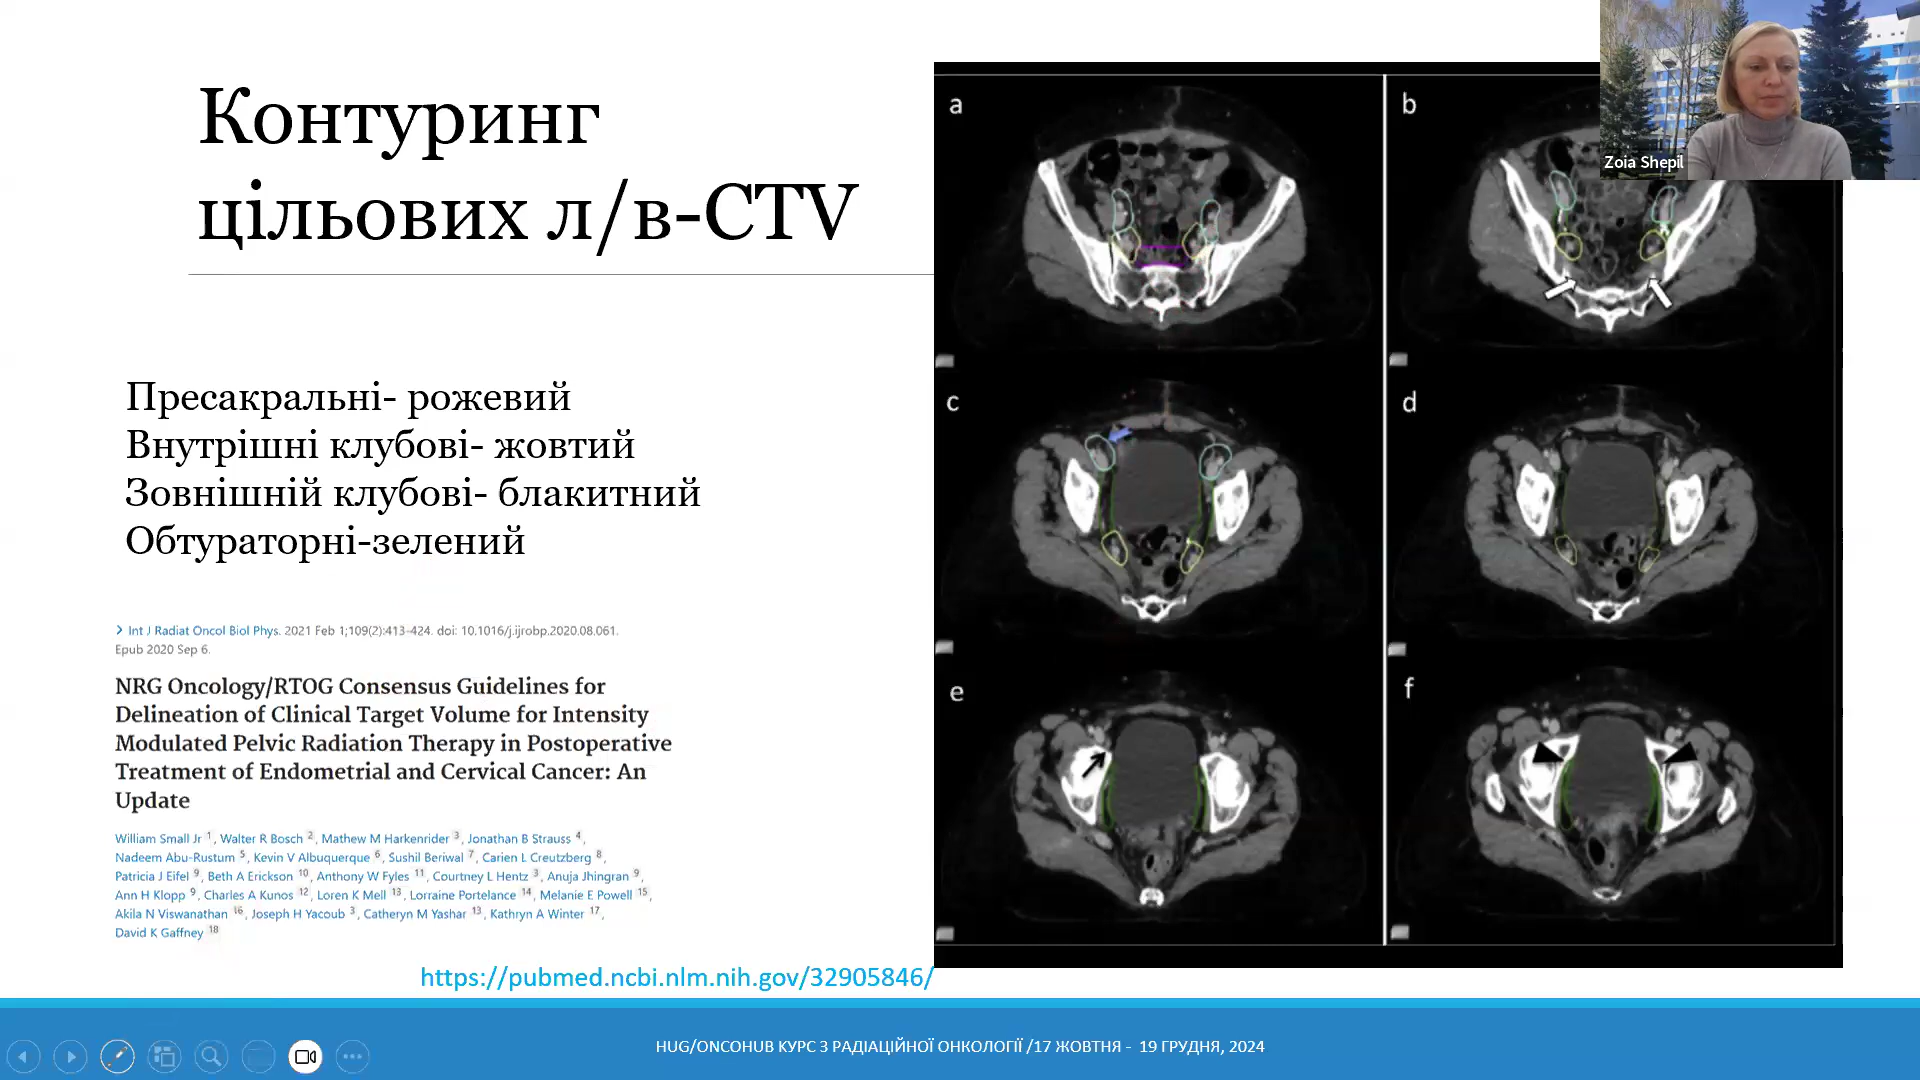 Контуринг
цільових л/в-CTV
Пресакральні- рожевий
Внутрішні клубові- жовтий
Зовнішній клубові- блакитний
Обтураторні-зелений
> Int J Radiat Oncol Biol Phys. 2021 Feb 1;109(2):413-424. doi: 10.1016/j.ijrobp.2020.08.061.
Epub 2020 Sep 6.
NRG Oncology/RTOG Consensus Guidelines for
Delineation of Clinical Target Volume for Intensity
Modulated Pelvic Radiation Therapy in Postoperative
Treatment of Endometrial and Cervical Cancer: An
Update
William Small Jr 1, Walter R Bosch 2, Mathew M Harkenrider 3, Jonathan B Strauss 4,
Nadeem Abu-Rustum 5, Kevin V Albuquerque 6, Sushil Beriwal 7, Carien L Creutzberg 8,
Patricia J Eifel 9, Beth A Erickson 10, Anthony W Fyles 11, Courtney L Hentz 3, Anuja Jhingran 9,
Ann H Klopp 9, Charles A Kunos 12, Loren K Mell 13, Lorraine Portelance 14, Melanie E Powell 15,
Akila N Viswanathan 16, Joseph H Yacoub 3, Catheryn M Yashar 13, Kathryn A Winter 17,
David K Gaffney 18
https://pubmed.ncbi.nlm.nih.gov/32905846/
a
b
c
d
e
f
Zoia Shepil
HUG/ONCOHUB КУРС З РАДІАЦІЙНОЇ ОНКОЛОГІЇ /17 ЖОВТНЯ - 19 ГРУДНЯ, 2024